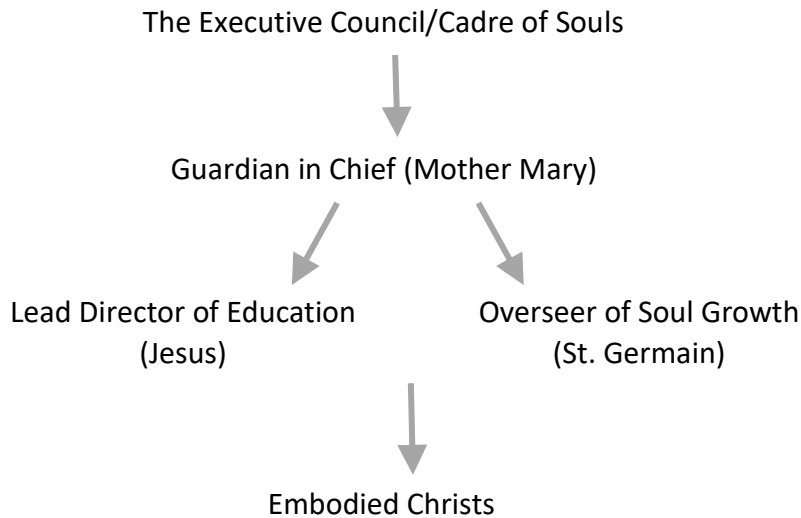 The Executive Council/Cadre of Souls
Guardian in Chief (Mother Mary)
Lead Director of Education
(Jesus)
Overseer of Soul Growth
(St. Germain)
Embodied Christs